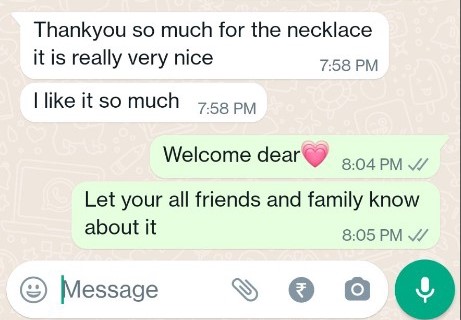 Thankyou so much for the necklace
it is really very nice
7:58 PM
I like it so much 7:58 PM
Welcome dear💗 8:04 PM
Let your all friends and family know
about it
8:05 PM
Message
₹